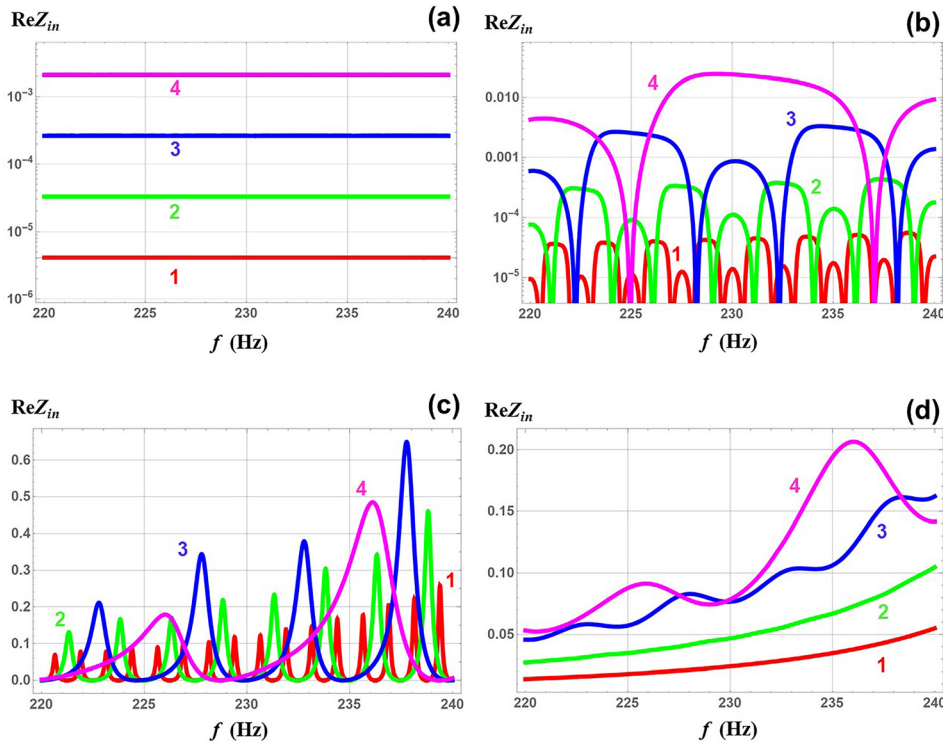 ReZin (a)
10⁻³
10⁻⁴
10⁻⁵
10⁻⁶
4
3
2
1
220 225 230 235 240
f (Hz)
ReZin (b)
0.010
0.001
10⁻⁴
10⁻⁵
4
3
2
1
220 225 230 235 240
f (Hz)
ReZin (c)
0.6
0.5
0.4
0.3
0.2
0.1
0.0
4
3
1
2
220 225 230 235 240
f (Hz)
ReZin (d)
0.20
0.15
0.10
0.05
4
3
2
1
220 225 230 235 240
f (Hz)